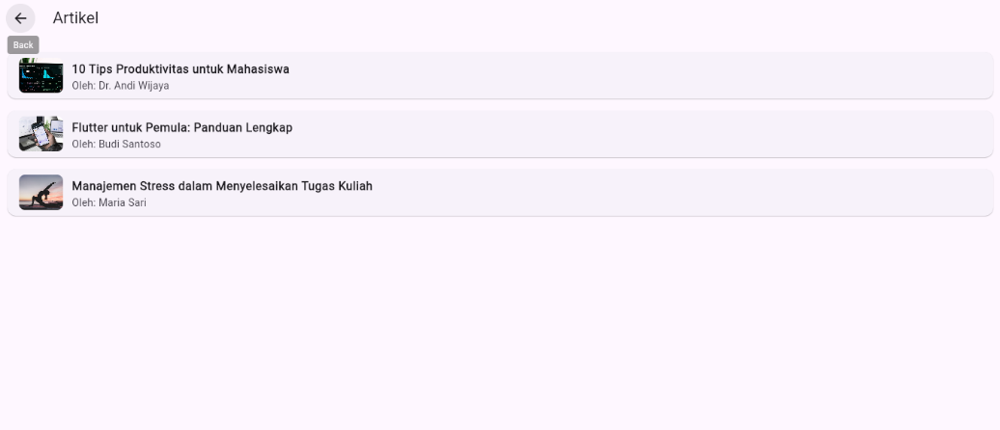 Artikel
Back
10 Tips Produktivitas untuk Mahasiswa
Oleh: Dr. Andi Wijaya
Flutter untuk Pemula: Panduan Lengkap
Oleh: Budi Santoso
Manajemen Stress dalam Menyelesaikan Tugas Kuliah
Oleh: Maria Sari